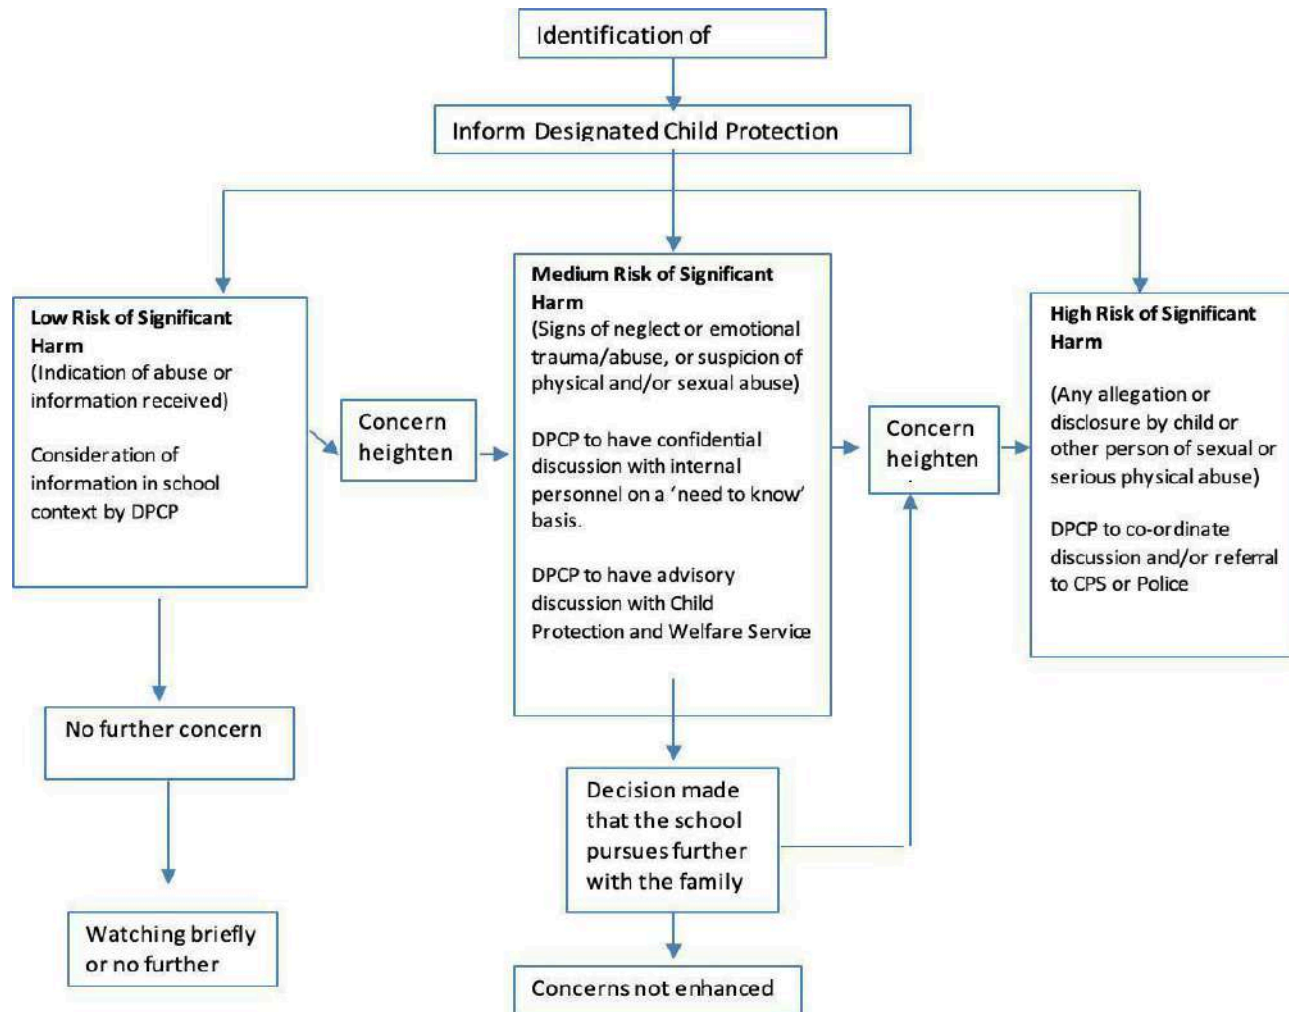 Identification of
Inform Designated Child Protection
Low Risk of Significant
Harm
(Indication of abuse or
information received)
Consideration of
information in school
context by DPCP
Concern
heighten
Medium Risk of Significant
Harm
(Signs of neglect or emotional
trauma/abuse, or suspicion of
physical and/or sexual abuse)
DPCP to have confidential
discussion with internal
personnel on a ‘need to know’
basis.
DPCP to have advisory
discussion with Child
Protection and Welfare Service
Concern
heighten
High Risk of Significant
Harm
(Any allegation or
disclosure by child or
other person of sexual or
serious physical abuse)
DPCP to co-ordinate
discussion and/or referral
to CPS or Police
No further concern
Decision made
that the school
pursues further
with the family
Watching briefly
or no further
Concerns not enhanced